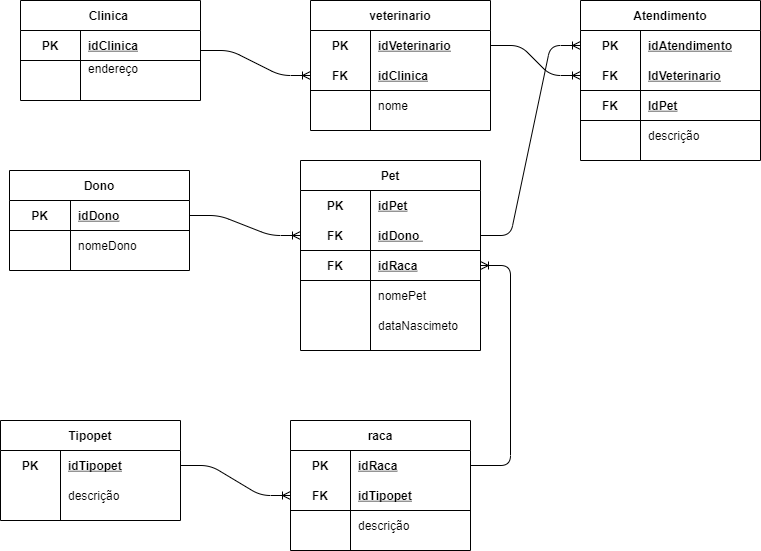 Clinica
PK idClinica
endereço
veterinario
PK idVeterinario
FK idClinica
nome
Atendimento
PK idAtendimento
FK IdVeterinario
FK IdPet
descrição
Dono
PK idDono
nomeDono
Pet
PK idPet
FK idDono
FK idRaca
nomePet
dataNascimeto
Tipopet
PK idTipopet
descrição
raca
PK idRaca
FK idTipopet
descrição